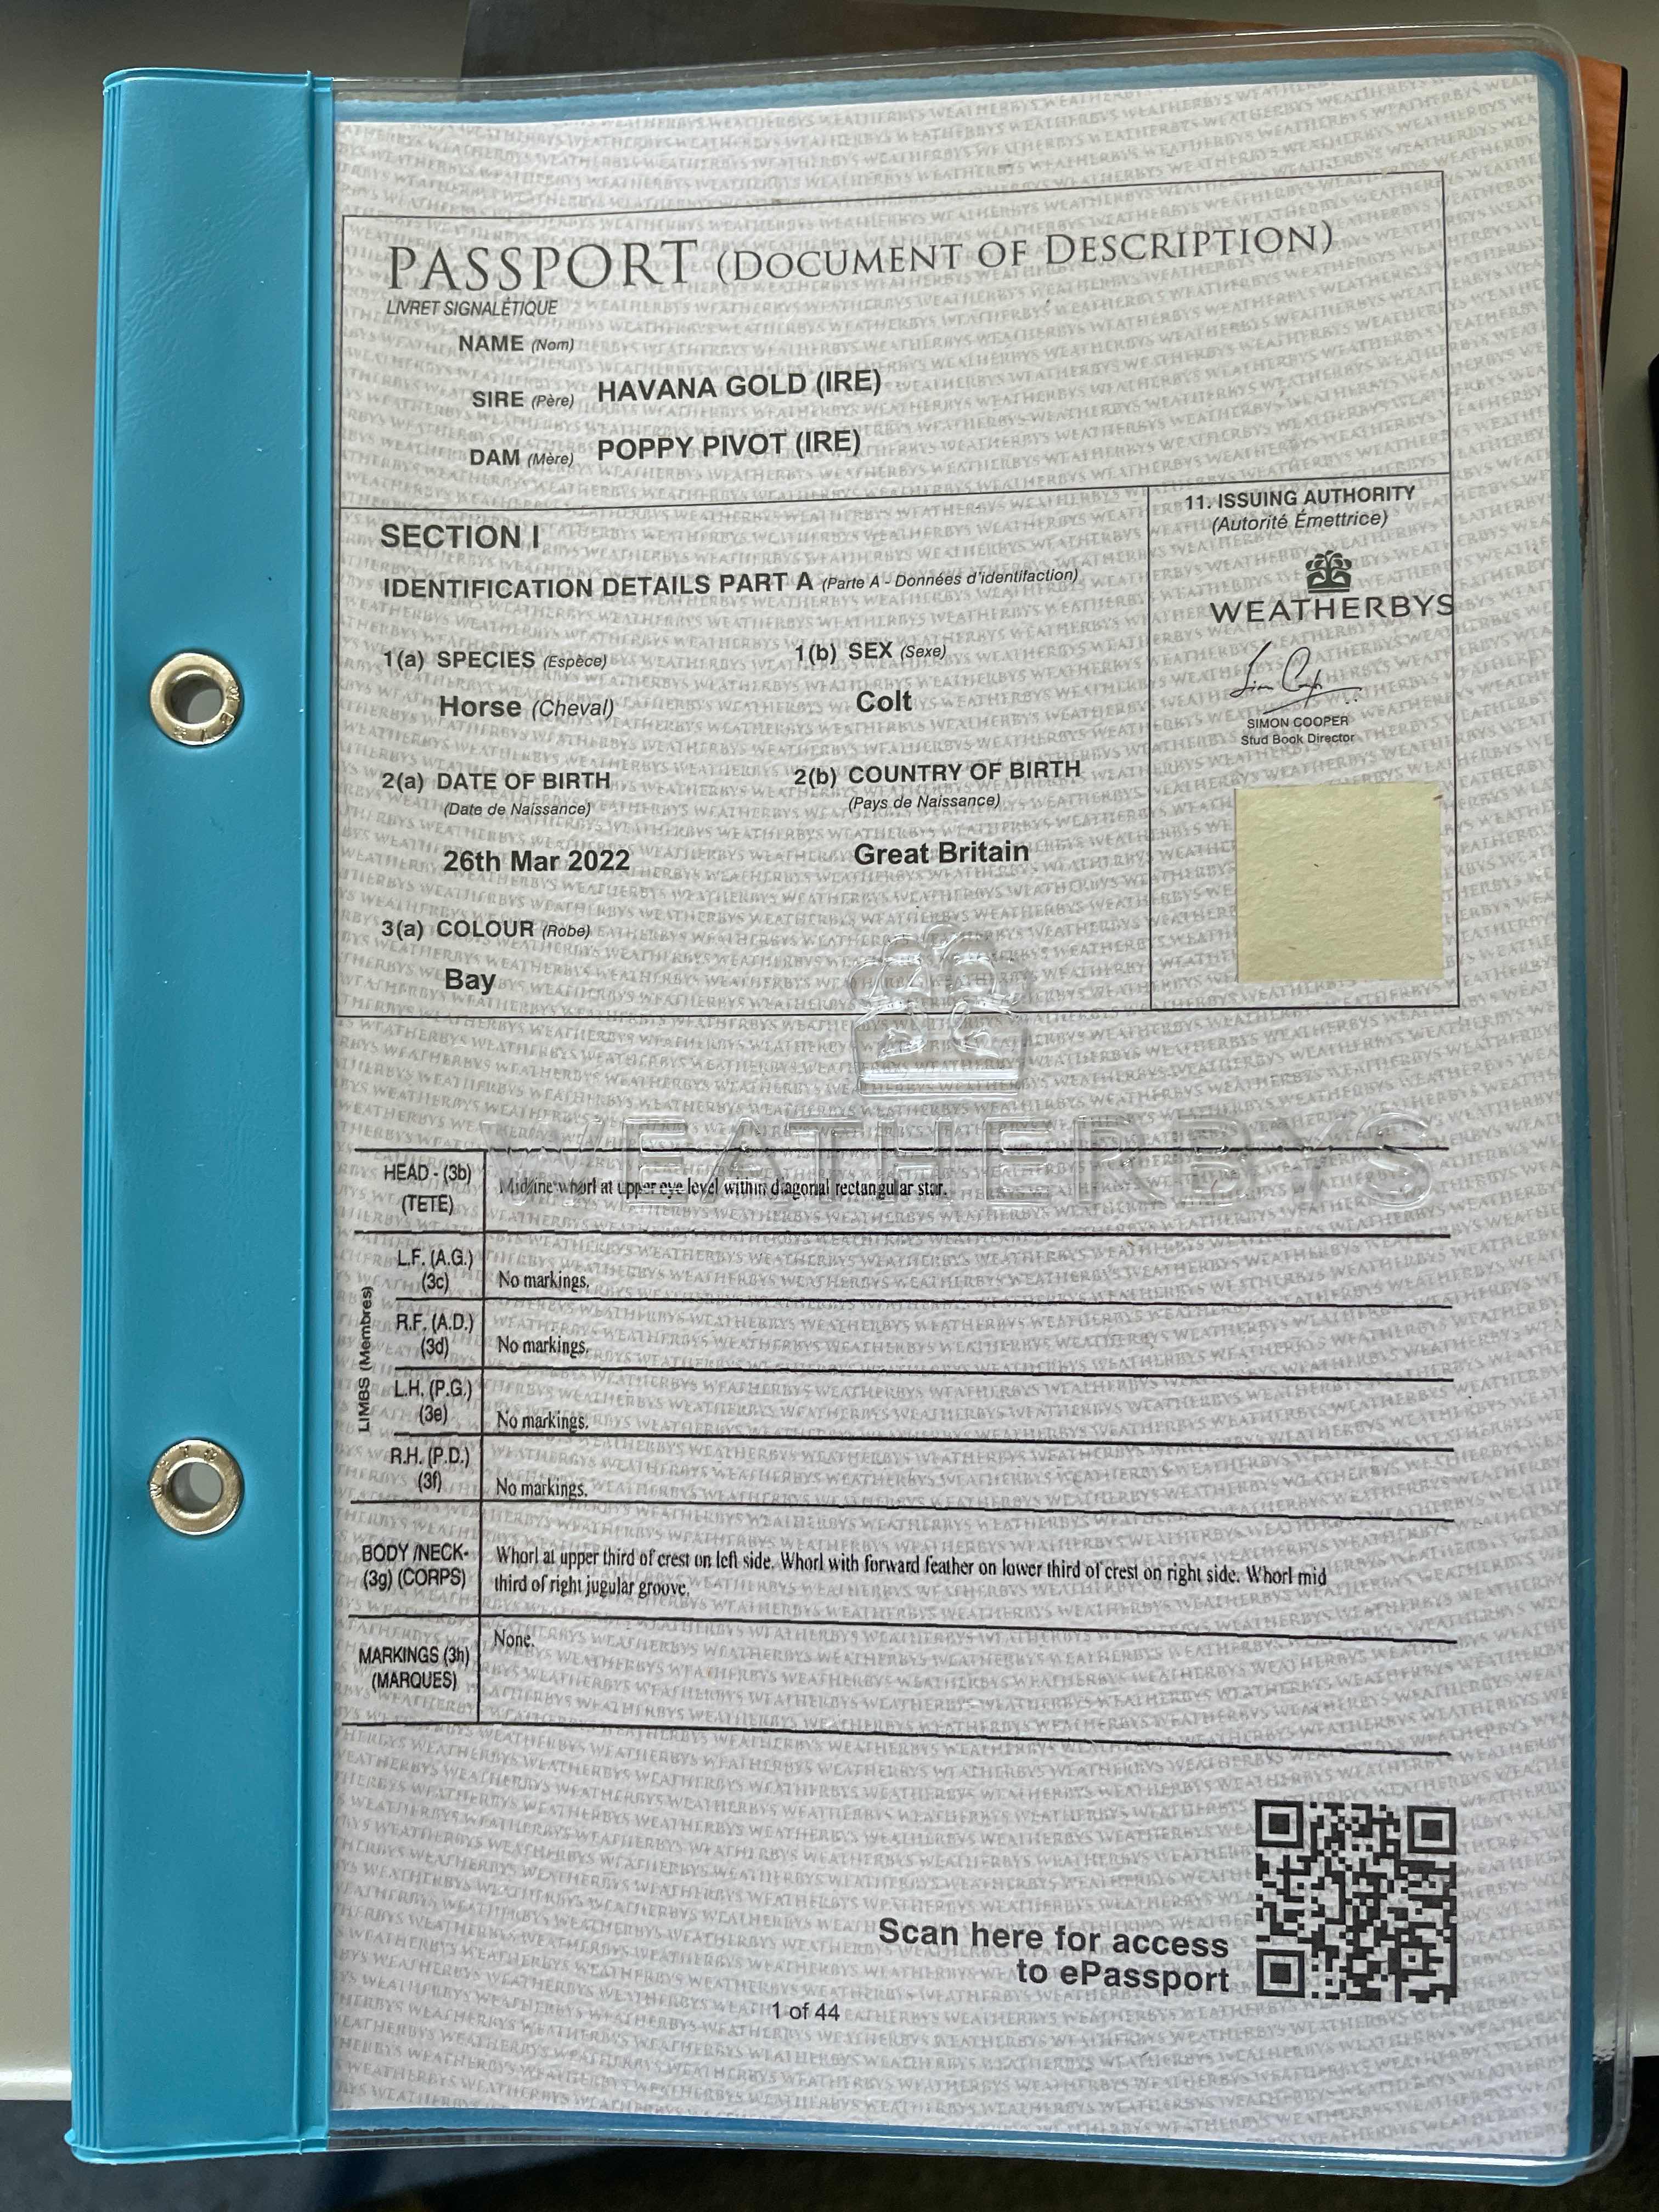 PASSPORT (DOCUMENT OF DESCRIPTION)
LIVRET SIGNALÉTIQUE
NAME (Nom)
SIRE (Père) HAVANA GOLD (IRE)
DAM (Mère) POPPY PIVOT (IRE)
SECTION I
IDENTIFICATION DETAILS PART A (Parte A - Données d'identifaction)
1(a) SPECIES (Espèce)
Horse (Cheval)
1(b) SEX (Sexe)
Colt
2(a) DATE OF BIRTH
(Date de Naissance)
26th Mar 2022
2(b) COUNTRY OF BIRTH
(Pays de Naissance)
Great Britain
3(a) COLOUR (Robe)
Bay
11. ISSUING AUTHORITY
(Autorité Émettrice)
WEATHERBYS
SIMON COOPER
Stud Book Director
WEATHERBYS
HEAD - (3b)
(TETE)
Midline whorl at upper eye level within diagonal rectangular star.
LIMBS (Membres)
L.F. (A.G.)
(3c)
No markings.
R.F. (A.D.)
(3d)
No markings.
L.H. (P.G.)
(3e)
No markings.
R.H. (P.D.)
(3f)
No markings.
BODY /NECK-
(3g) (CORPS)
Whorl at upper third of crest on left side. Whorl with forward feather on lower third of crest on right side. Whorl mid
third of right jugular groove.
MARKINGS (3h)
(MARQUES)
None.
Scan here for access
to ePassport
1 of 44